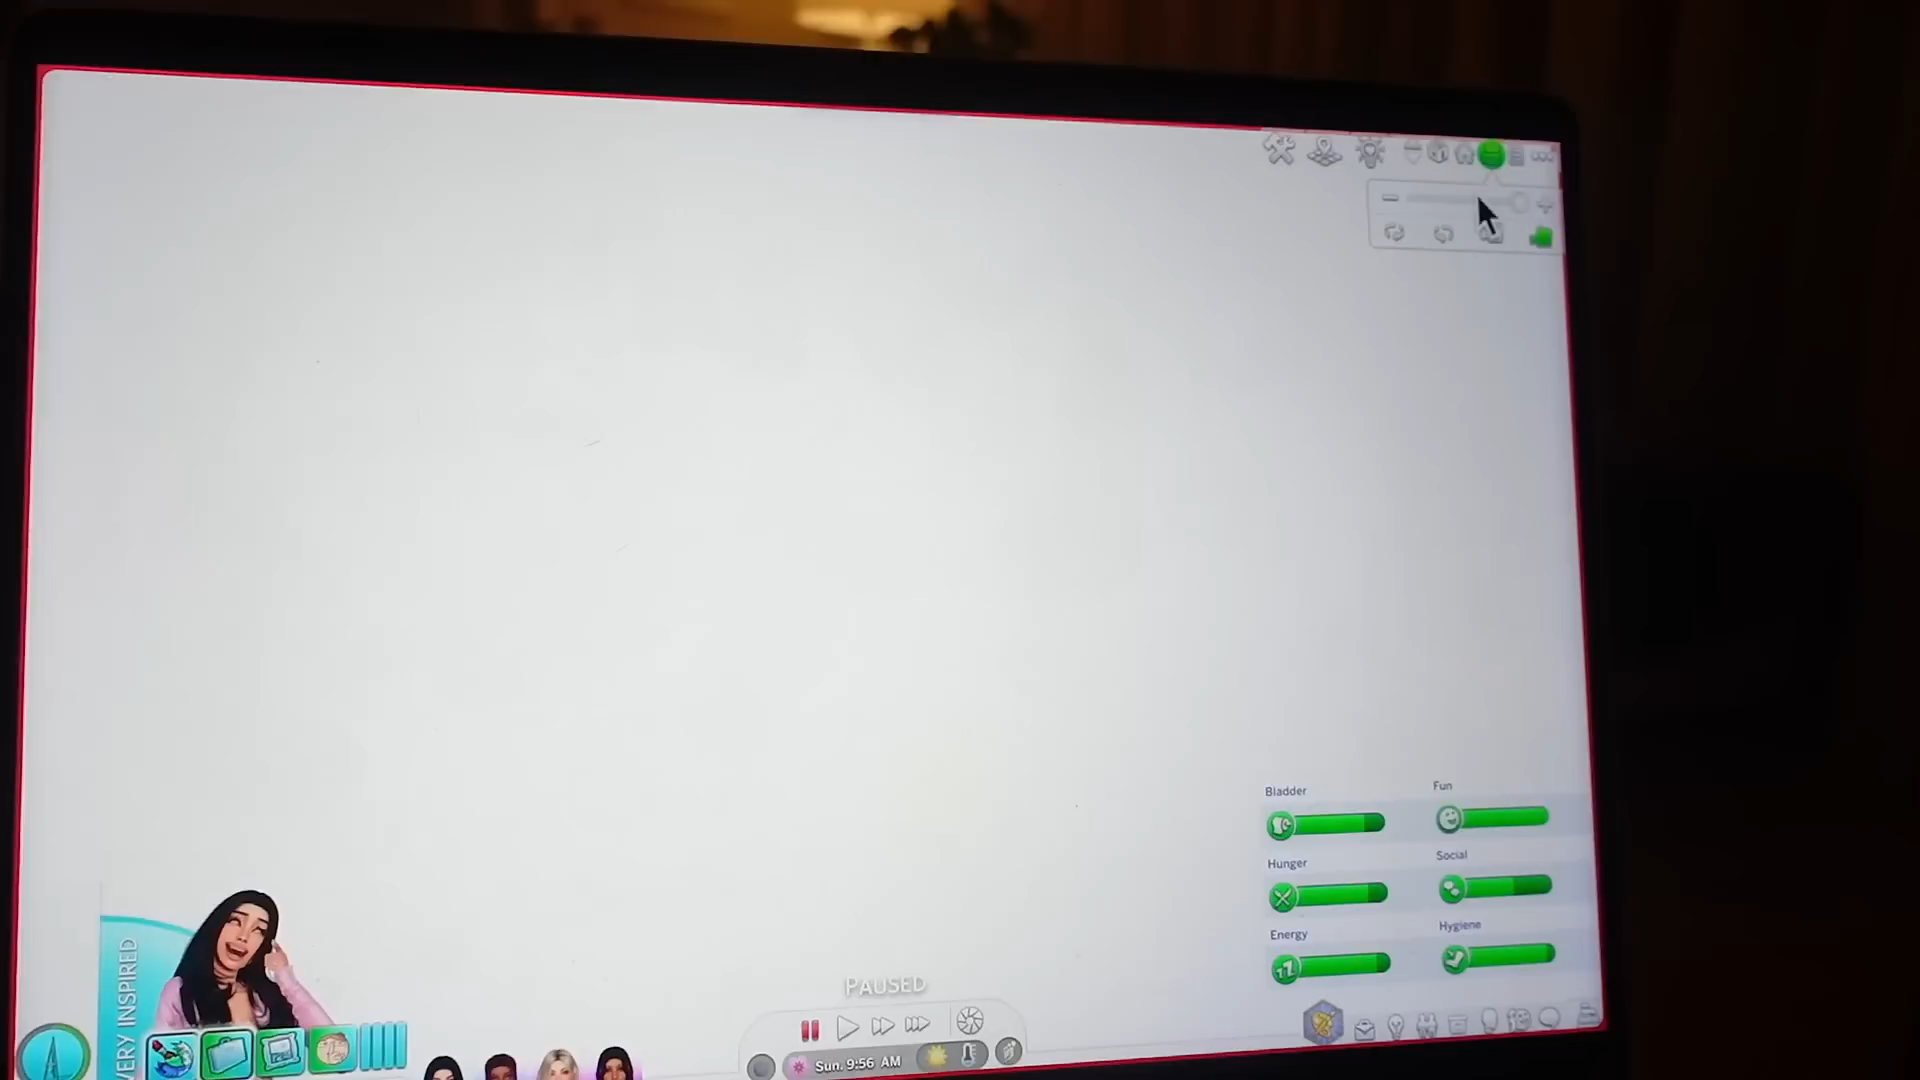 Bladder
Fun
Hunger
Social
Energy
Hygiene
VERY INSPIRED
PAUSED
Sun. 9:56 AM